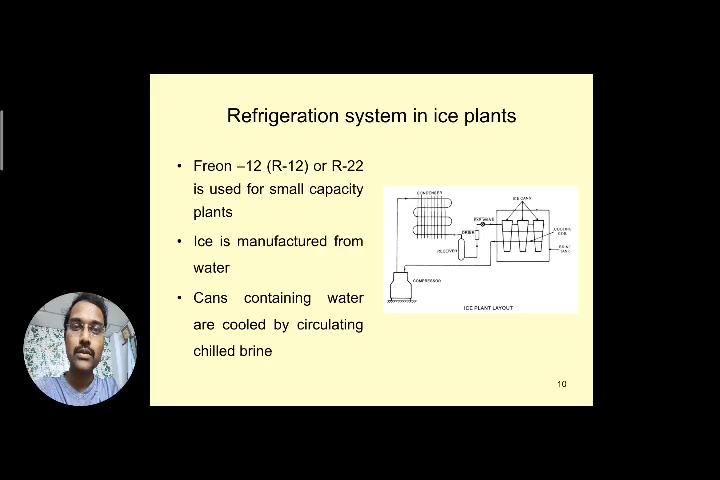 Refrigeration system in ice plants
• Freon –12 (R-12) or R-22
is used for small capacity
plants
• Ice is manufactured from
water
• Cans containing water
are cooled by circulating
chilled brine
CONDENSER
ICE CANS
RECEIVER
COMPRESSOR
TANK
ICE PLANT LAYOUT
10